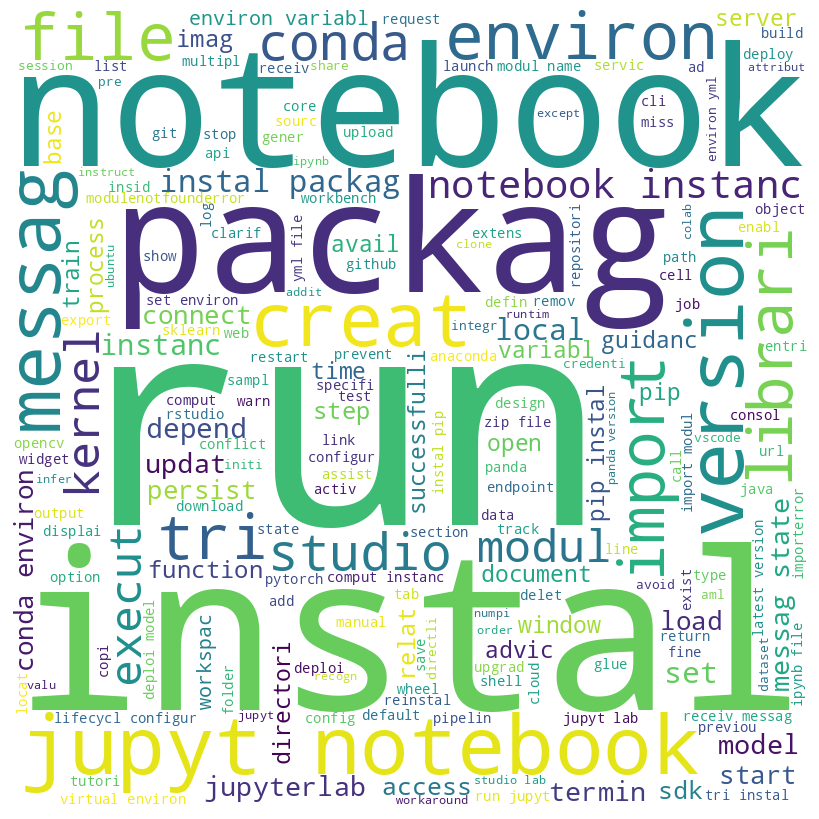 file
environ variabl
request
imag
conda
environ
server
build
session
list
multipl
receiv
share
launch
modul name
servic
ad
deploy
attribut
pre
notebook
base
git
stop
core
sourc
gener
upload
api
ipynb
except
cli
miss
environ yml
instruct
insid
instal packag
workbench
notebook instanc
modulenotfounderror
messag
train
process
ubuntu
log
clarif
show
yml file
avail
github
packag
extens
clone
repositori
colab
object
enabl
path
cell
version
librari
set environ
addit
export
connect
sklearn
web
creat
defin
remov
runtim
integr
local
variabl
guidanc
job
entri
kernel
instanc
restart
prevent
anaconda
credenti
time
sampl
specifi
test
comput
warn
rstudio
step
successfulli
design
zip file
open
panda
endpoint
pip instal
panda version
import
pip
call
import modul
vscode
consol
url
java
opencv
widget
infer
depend
conflict
link
configur
updat
initi
assist
activ
instal pip
persist
download
run
output
displai
option
conda environ
execut
tri
state
studio
section
data
track
modul
line
messag state
importerror
latest version
dataset
function
pytorch
comput instanc
document
avoid
exist
type
aml
add
tab
delet
numpi
order
window
load
return
fine
locat
valu
copi
deploi model
folder
workspac
manual
recogn
deploi
relat
save
directli
advic
upgrad
shell
cloud
glue
set
ipynb file
instal
wheel
reinstal
lifecycl configur
jupyt
directori
config
default
pipelin
jupyt lab
receiv messag
previou
jupyt notebook
model
tutori
virtual environ
jupyterlab
access
workaround
studio lab
run jupyt
termin
sdk
start
tri instal